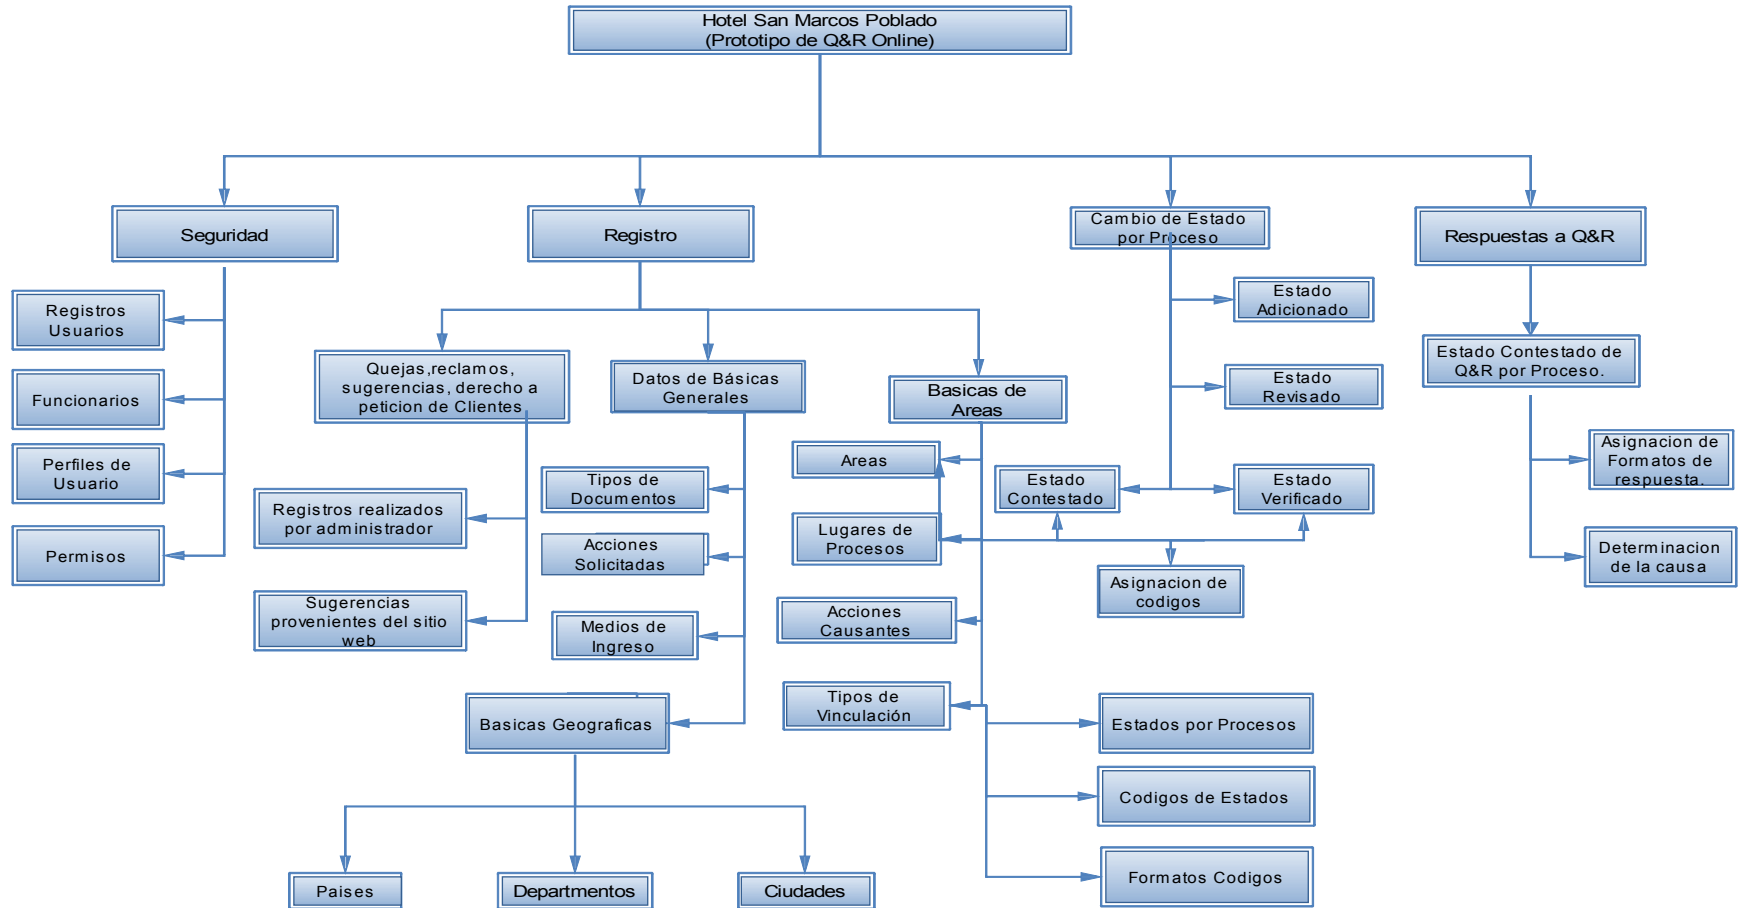 Hotel San Marcos Poblado
(Prototipo de Q&R Online)
Seguridad
Registro
Cambio de Estado
por Proceso
Respuestas a Q&R
Registros
Usuarios
Funcionarios
Perfiles de
Usuario
Permisos
Quejas,reclamos,
sugerencias, derecho a
peticion de Clientes
Registros realizados
por administrador
Sugerencias
provenientes del sitio
web
Datos de Básicas
Generales
Tipos de
Documentos
Acciones
Solicitadas
Medios de
Ingreso
Basicas Geograficas
Paises
Departmentos
Ciudades
Basicas de
Areas
Areas
Lugares de
Procesos
Acciones
Causantes
Tipos de
Vinculación
Estados por Procesos
Codigos de Estados
Formatos Codigos
Estado
Adicionado
Estado
Revisado
Estado
Contestado
Estado
Verificado
Asignacion de
codigos
Estado Contestado de
Q&R por Proceso.
Asignacion de
Formatos de
respuesta.
Determinacion
de la causa